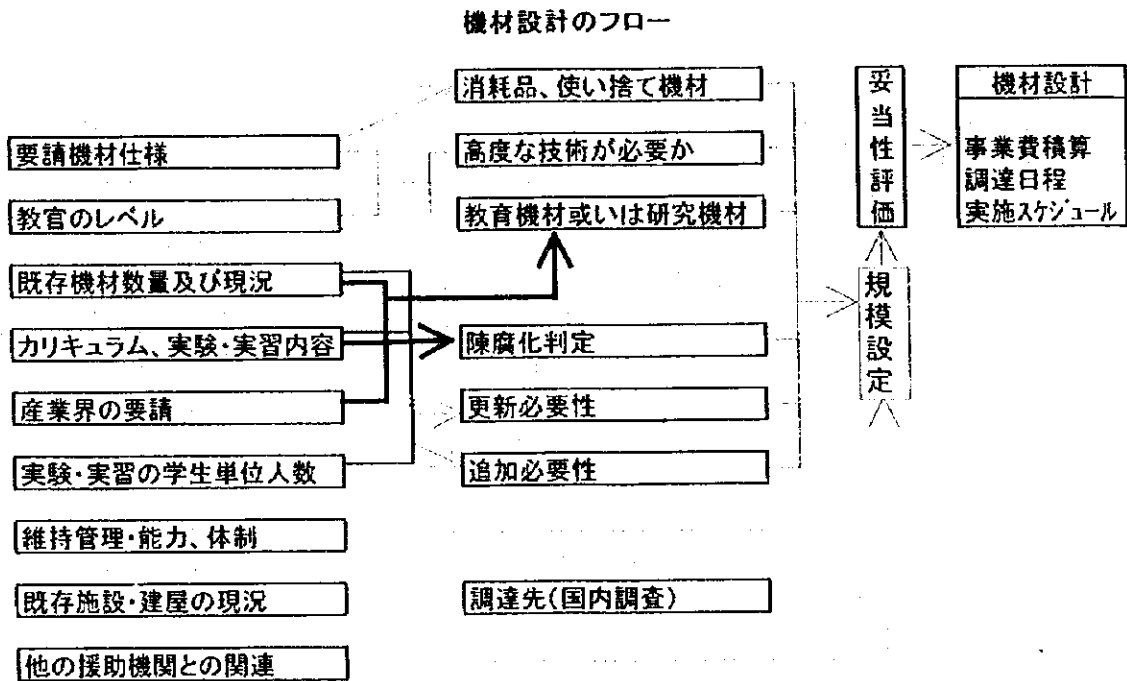 機材設計のフロー
要請機材仕様
教官のレベル
既存機材数量及び現況
カリキュラム、実験・実習内容
産業界の要請
実験・実習の学生単位人数
維持管理・能力、体制
既存施設・建屋の現況
他の援助機関との関連
消耗品、使い捨て機材
高度な技術が必要か
教育機材或いは研究機材
陳腐化判定
更新必要性
追加必要性
調達先(国内調査)
妥当性評価
規模設定
機材設計
事業費積算
調達日程
実施スケジュール